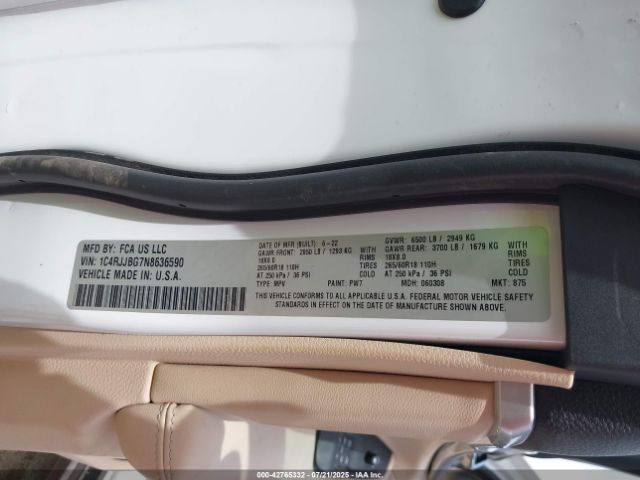 MFD BY: FCA US LLC
VIN: 1C4RJJBG7N8636590
VEHICLE MADE IN: U.S.A.
DATE OF MFR (BUILT) 6-22
GAWR FRONT: 2850 LB / 1293 KG
WITH
18X8.0
RIMS
265/60R18 110H
TIRES
AT 250 kPa / 36 PSI
COLD
TYPE: MPV
PAINT: PW7
GVWR: 6500 LB / 2949 KG
GAWR REAR: 3700 LB / 1679 KG
WITH
18X8.0
RIMS
265/60R18 110H
TIRES
AT 250 kPa / 36 PSI
COLD
MDH: 060308
MKT: 875
THIS VEHICLE CONFORMS TO ALL APPLICABLE U.S.A. FEDERAL MOTOR VEHICLE SAFETY
STANDARDS IN EFFECT ON THE DATE OF MANUFACTURE SHOWN ABOVE.
000-42765332 - 07/21/2025 - IAA Inc.